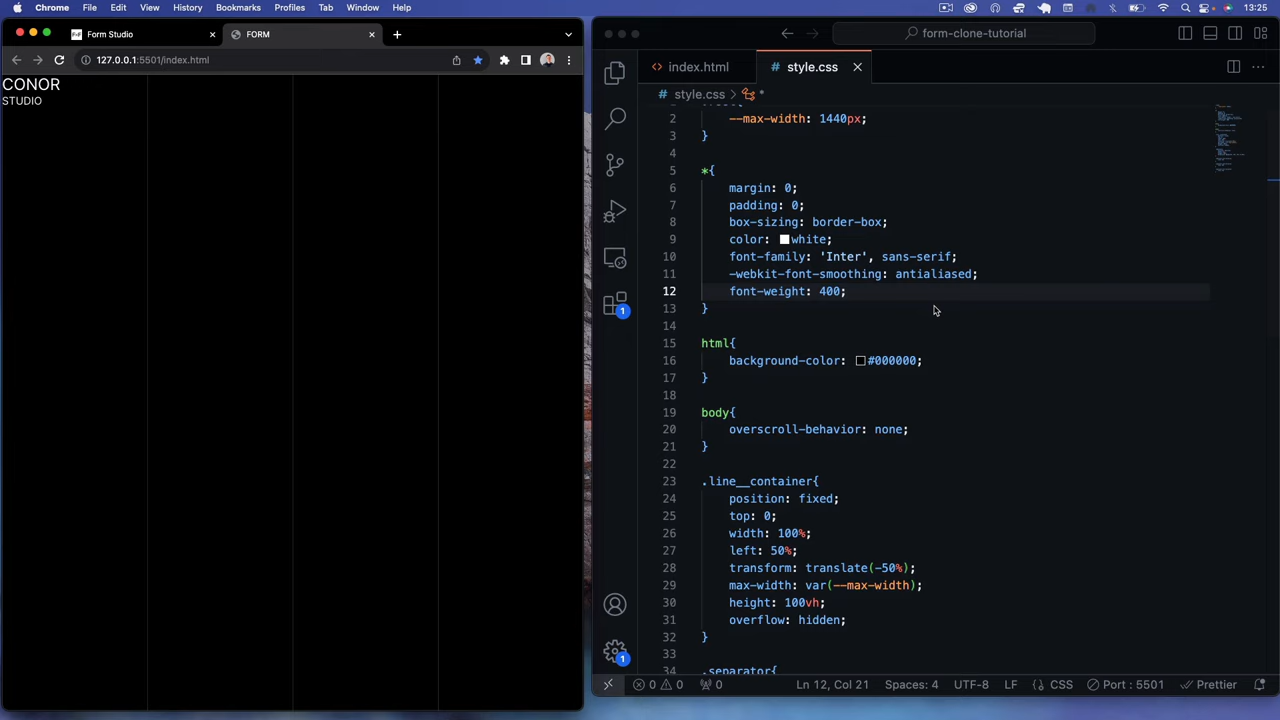 Chrome File Edit View History Bookmarks Profiles Tab Window Help 13:25
Form Studio FORM
127.0.0.1:5501/index.html
CONOR
STUDIO
form-clone-tutorial
index.html style.css
style.css > *
2 --max-width: 1440px;
3 }
4
5 *{
6 margin: 0;
7 padding: 0;
8 box-sizing: border-box;
9 color: white;
10 font-family: 'Inter', sans-serif;
11 -webkit-font-smoothing: antialiased;
12 font-weight: 400;
13 }
14
15 html{
16 background-color: #000000;
17 }
18
19 body{
20 overscroll-behavior: none;
21 }
22
23 .line__container{
24 position: fixed;
25 top: 0;
26 width: 100%;
27 left: 50%;
28 transform: translate(-50%);
29 max-width: var(--max-width);
30 height: 100vh;
31 overflow: hidden;
32 }
33
34 .separator{
1
1
0 0 0 Ln 12, Col 21 Spaces: 4 UTF-8 LF {} CSS Port : 5501 Prettier